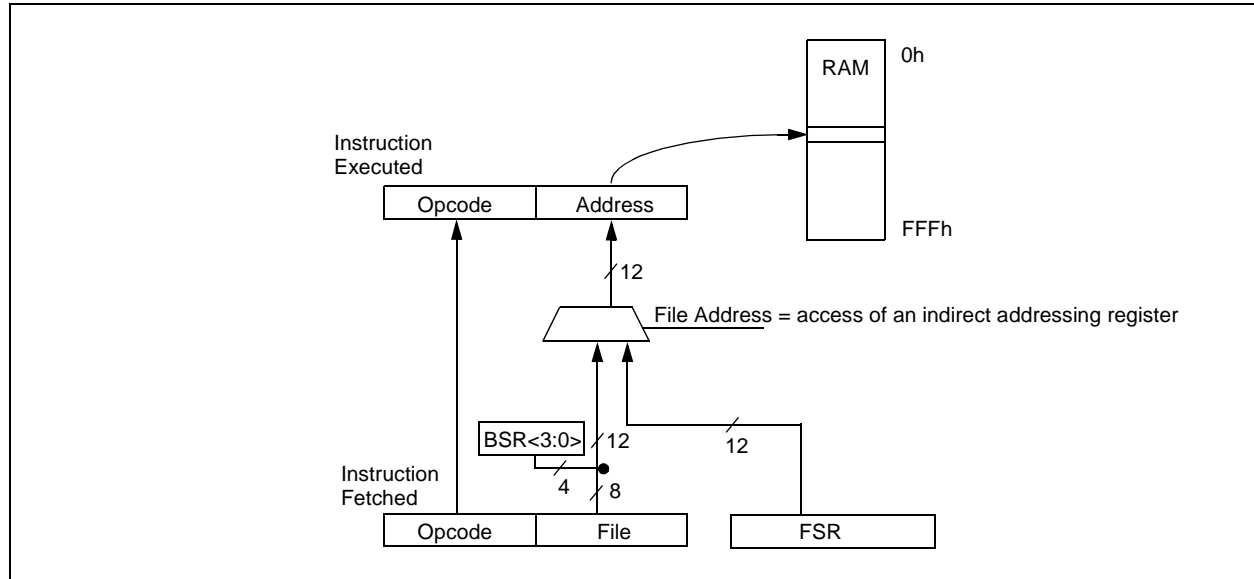 RAM
0h
Instruction
Executed
Opcode
Address
FFFh
12
File Address = access of an indirect addressing register
BSR<3:0>
12
12
4
8
Instruction
Fetched
Opcode
File
FSR